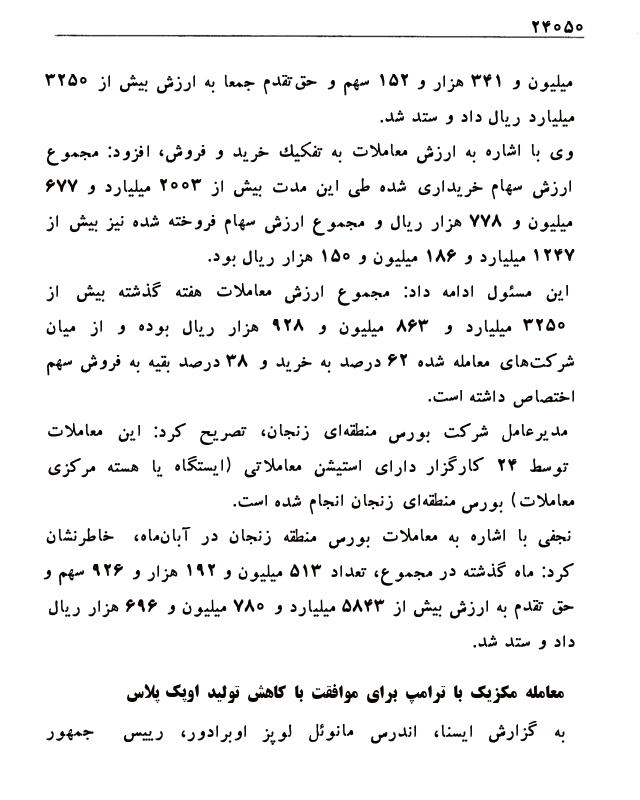 ۲۴۰۵۰
میلیون و ۳۴۱ هزار و ۱۵۲ سهم و حق‌تقدم جمعا به ارزش بیش از ۳۲۵۰
میلیارد ریال داد و ستد شد.
وی با اشاره به ارزش معاملات به تفکیك خرید و فروش، افزود: مجموع
ارزش سهام خریداری شده طی این مدت بیش از ۲۰۰۳ میلیارد و ۶۷۷
میلیون و ۷۷۸ هزار ریال و مجموع ارزش سهام فروخته شده نیز بیش از
۱۲۴۷ میلیارد و ۱۸۶ میلیون و ۱۵۰ هزار ریال بود.
این مسئول ادامه داد: مجموع ارزش معاملات هفته گذشته بیش از
۳۲۵۰ میلیارد و ۸۶۳ میلیون و ۹۲۸ هزار ریال بوده و از میان
شرکت‌های معامله شده ۶۲ درصد به خرید و ۳۸ درصد بقیه به فروش سهم
اختصاص داشته است.
مدیرعامل شرکت بورس منطقه‌ای زنجان، تصریح کرد: این معاملات
توسط ۲۴ کارگزار دارای استیشن معاملاتی (ایستگاه یا هسته مرکزی
معاملات) بورس منطقه‌ای زنجان انجام شده است.
نجفی با اشاره به معاملات بورس منطقه زنجان در آبان‌ماه، خاطرنشان
کرد: ماه گذشته در مجموع، تعداد ۵۱۳ میلیون و ۱۹۲ هزار و ۹۲۶ سهم و
حق تقدم به ارزش بیش از ۵۸۴۳ میلیارد و ۷۸۰ میلیون و ۶۹۶ هزار ریال
داد و ستد شد.
معامله مکزیک با ترامپ برای موافقت با کاهش تولید اوپک پلاس
به گزارش ایسنا، اندرس مانوئل لوپز اوبرادور، رییس جمهور